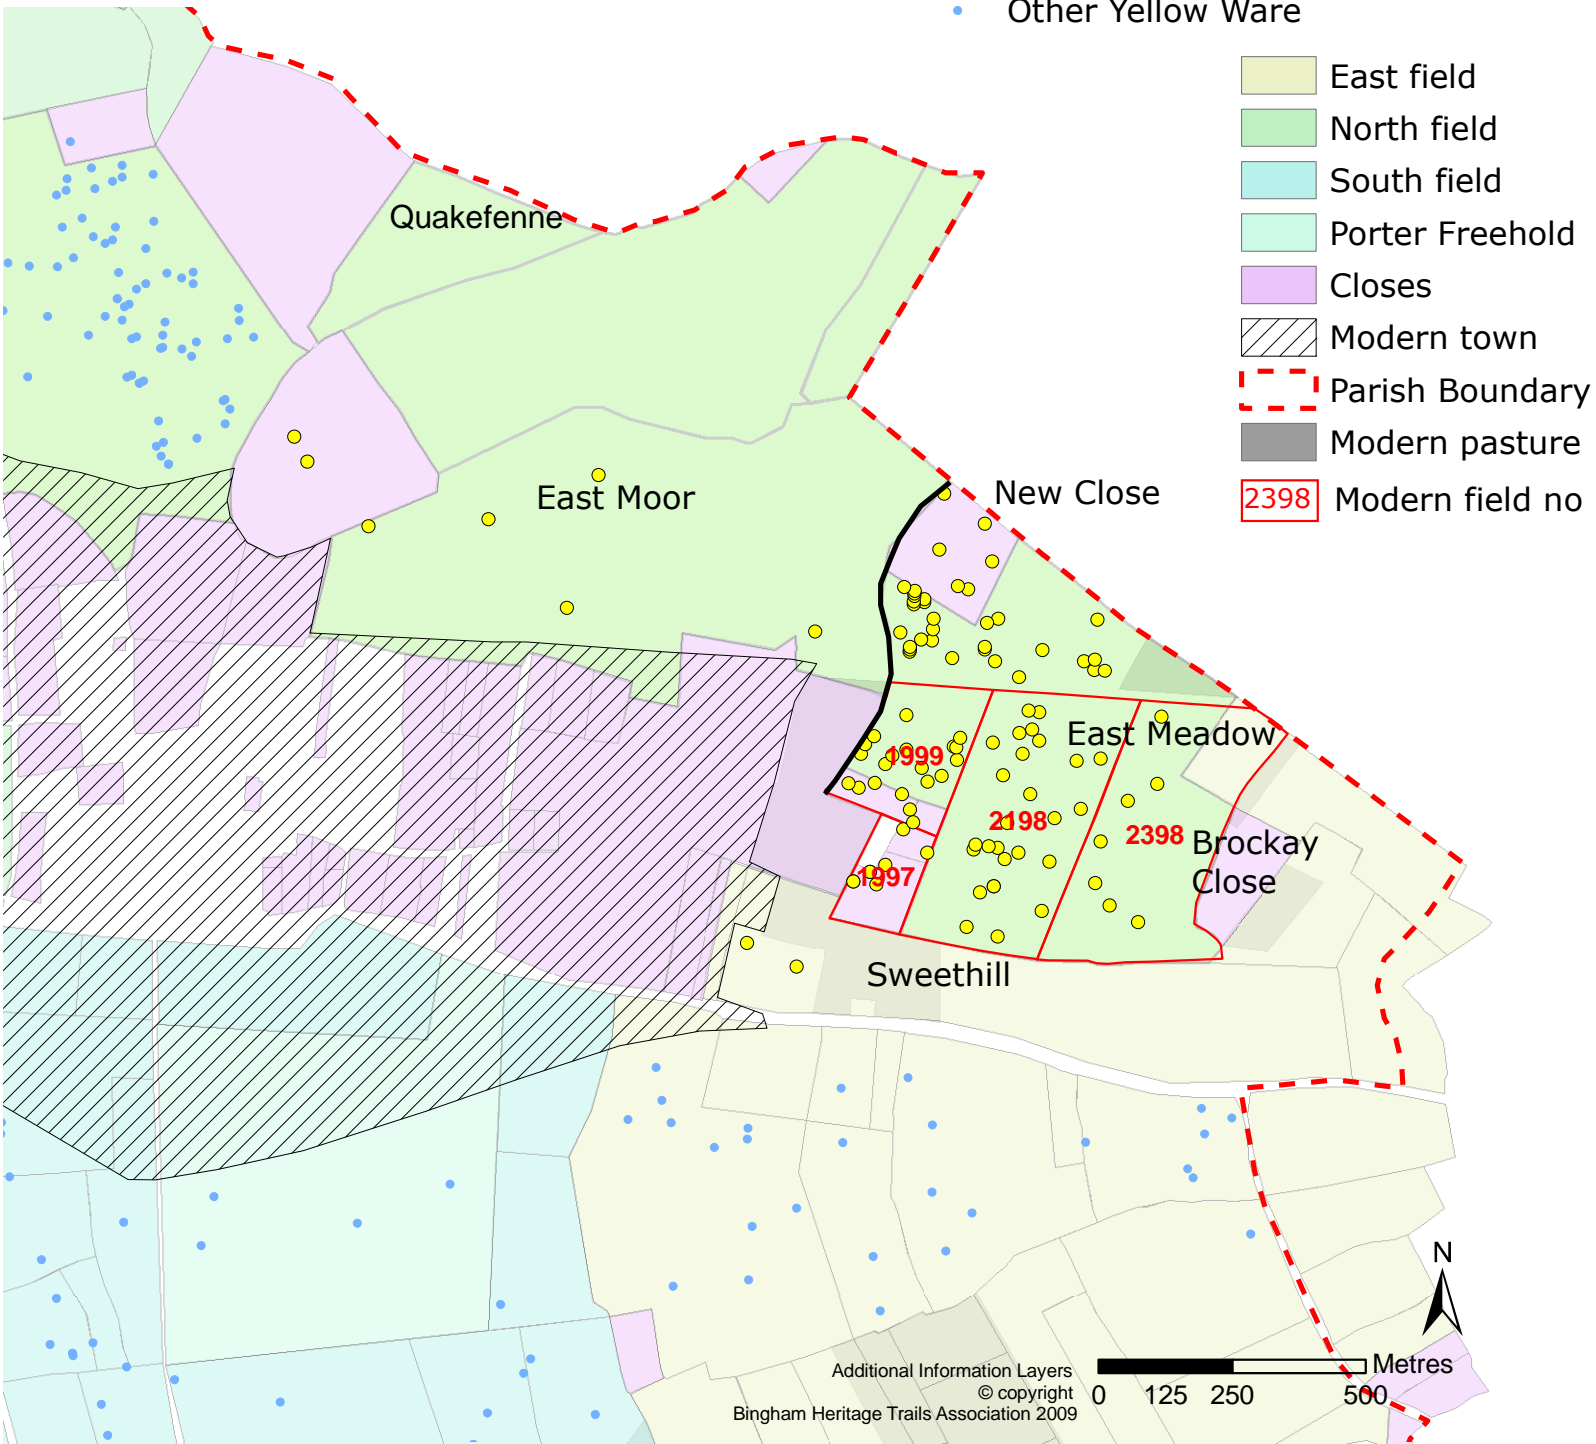 Other Yellow Ware
East field
North field
South field
Porter Freehold
Closes
Modern town
Parish Boundary
Modern pasture
2398 Modern field no
Quakefenne
East Moor
New Close
East Meadow
1999
2198
2398
Brockay
Close
1997
Sweethill
N
Additional Information Layers
© copyright
Bingham Heritage Trails Association 2009
Metres
0 125 250 500